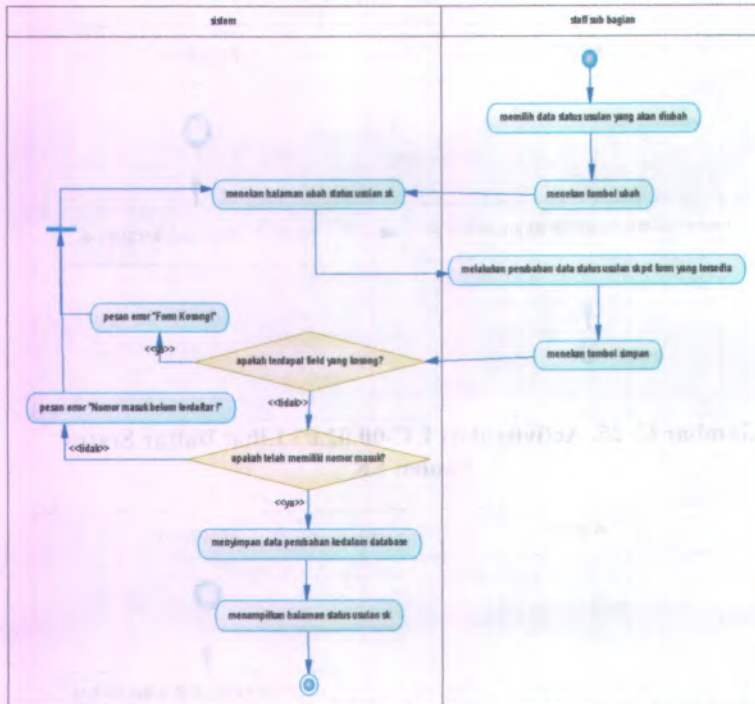 sistem
staff sub bagian
memilih data status usulan yang akan diubah
menekan tombol ubah
menekan halaman ubah status usulan sk
melakukan perubahan data status usulan sk pd form yang tersedia
menekan tombol simpan
apakah terdapat field yang kosong?
<<ya>>
pesan error "Form Kosong!"
<<tidak>>
apakah telah memiliki nomor masuk?
<<tidak>>
pesan error "Nomor masuk belum terdaftar !"
<<ya>>
menyimpan data perubahan kedalam database
menampilkan halaman status usulan sk